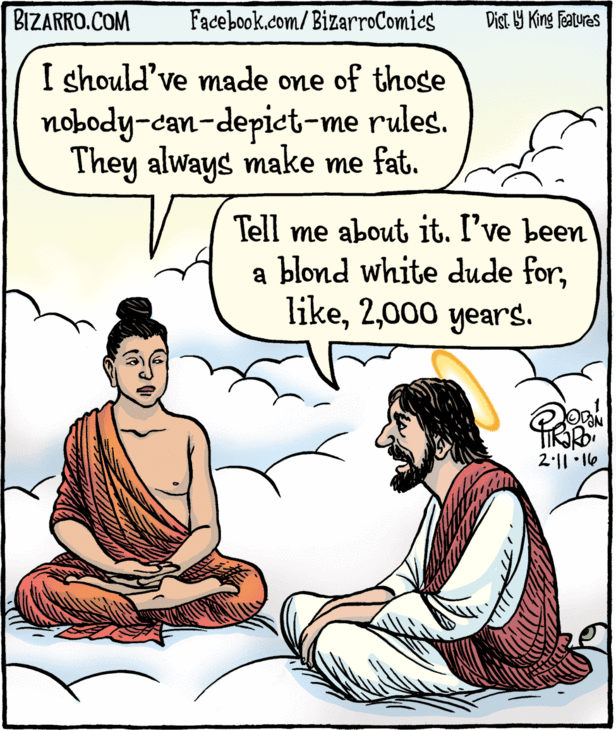 BIZARRO.COM
Facebook.com/BizarroComics
Dist. by King Features
I should've made one of those
nobody-can-depict-me rules.
They always make me fat.
Tell me about it. I've been
a blond white dude for,
like, 2,000 years.
1
©DAN
PIRARO.
2·11·16